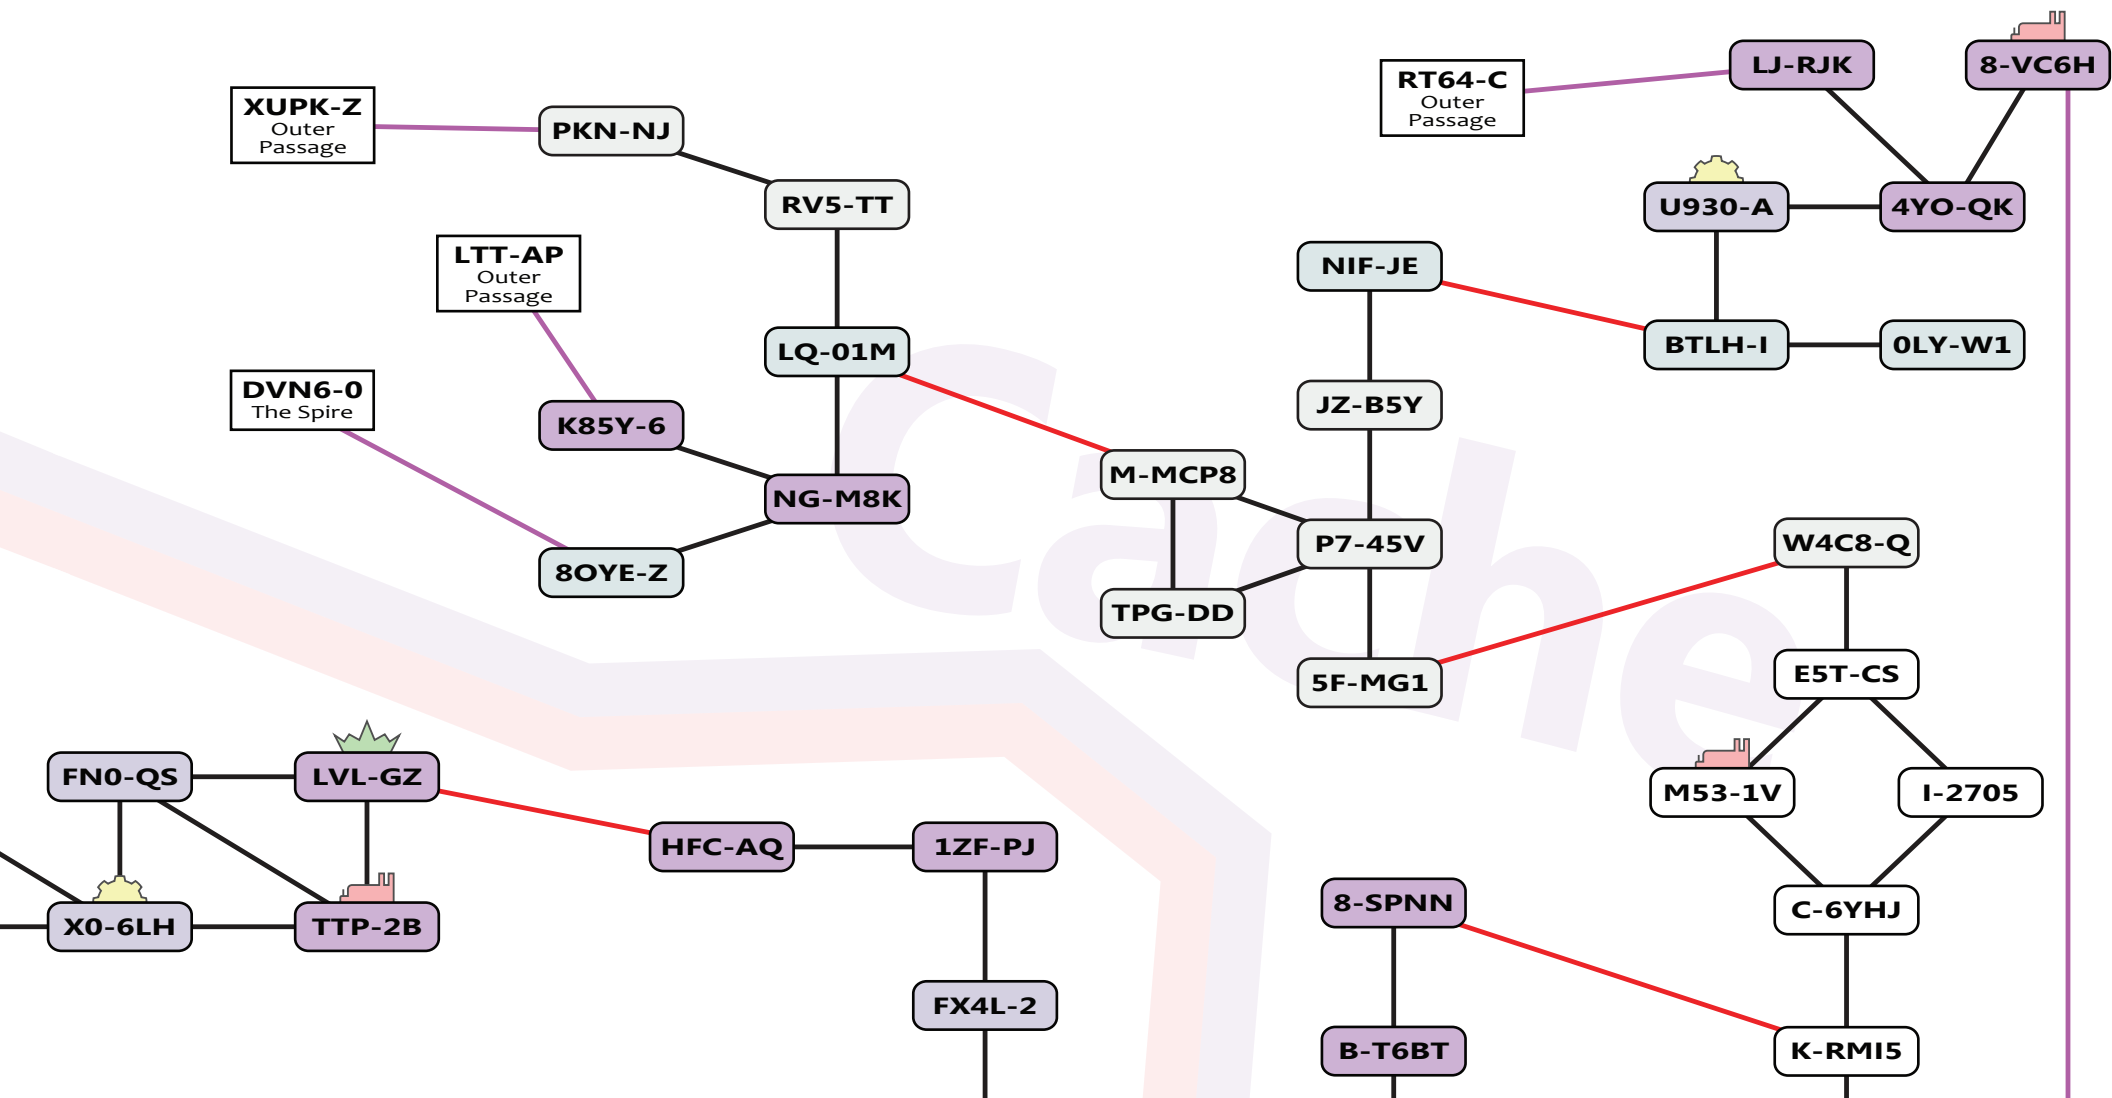 LJ-RJK
8-VC6H
RT64-C
Outer
Passage
XUPK-Z
Outer
Passage
PKN-NJ
RV5-TT
U930-A
4YO-QK
LTT-AP
Outer
Passage
NIF-JE
BTLH-I
0LY-W1
LQ-01M
DVN6-0
The Spire
K85Y-6
JZ-B5Y
Cache
M-MCP8
NG-M8K
P7-45V
W4C8-Q
8OYE-Z
TPG-DD
5F-MG1
E5T-CS
FN0-QS
LVL-GZ
M53-1V
I-2705
HFC-AQ
1ZF-PJ
8-SPNN
C-6YHJ
X0-6LH
TTP-2B
FX4L-2
B-T6BT
K-RMI5